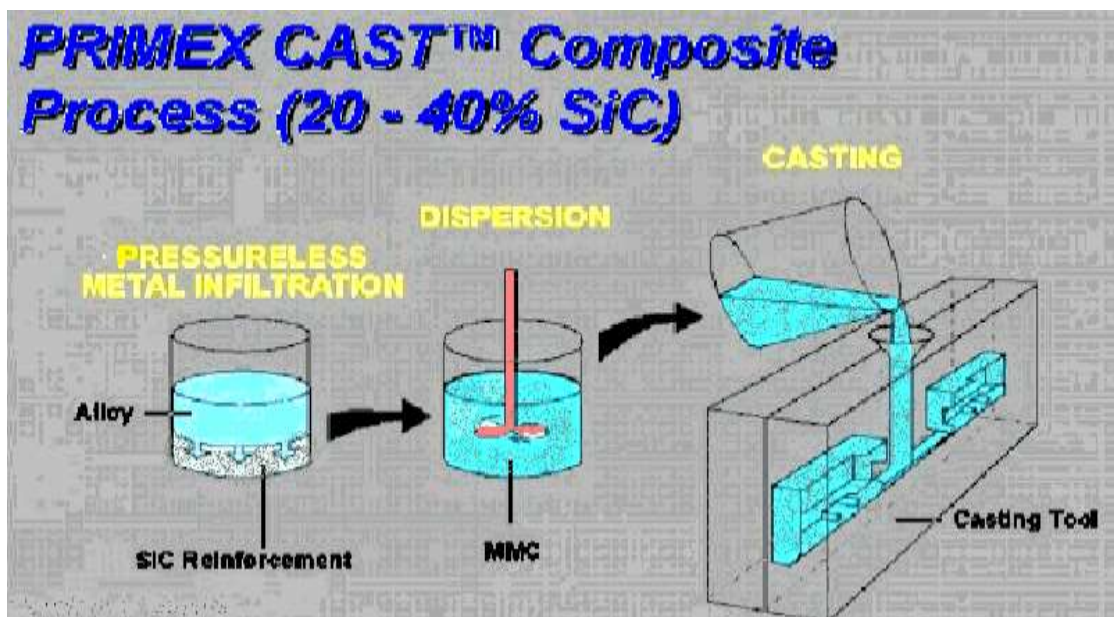 PRIMEX CAST™ Composite
Process (20 - 40% SiC)
CASTING
DISPERSION
PRESSURELESS
METAL INFILTRATION
Alloy
SiC Reinforcement
MMC
Casting Tool